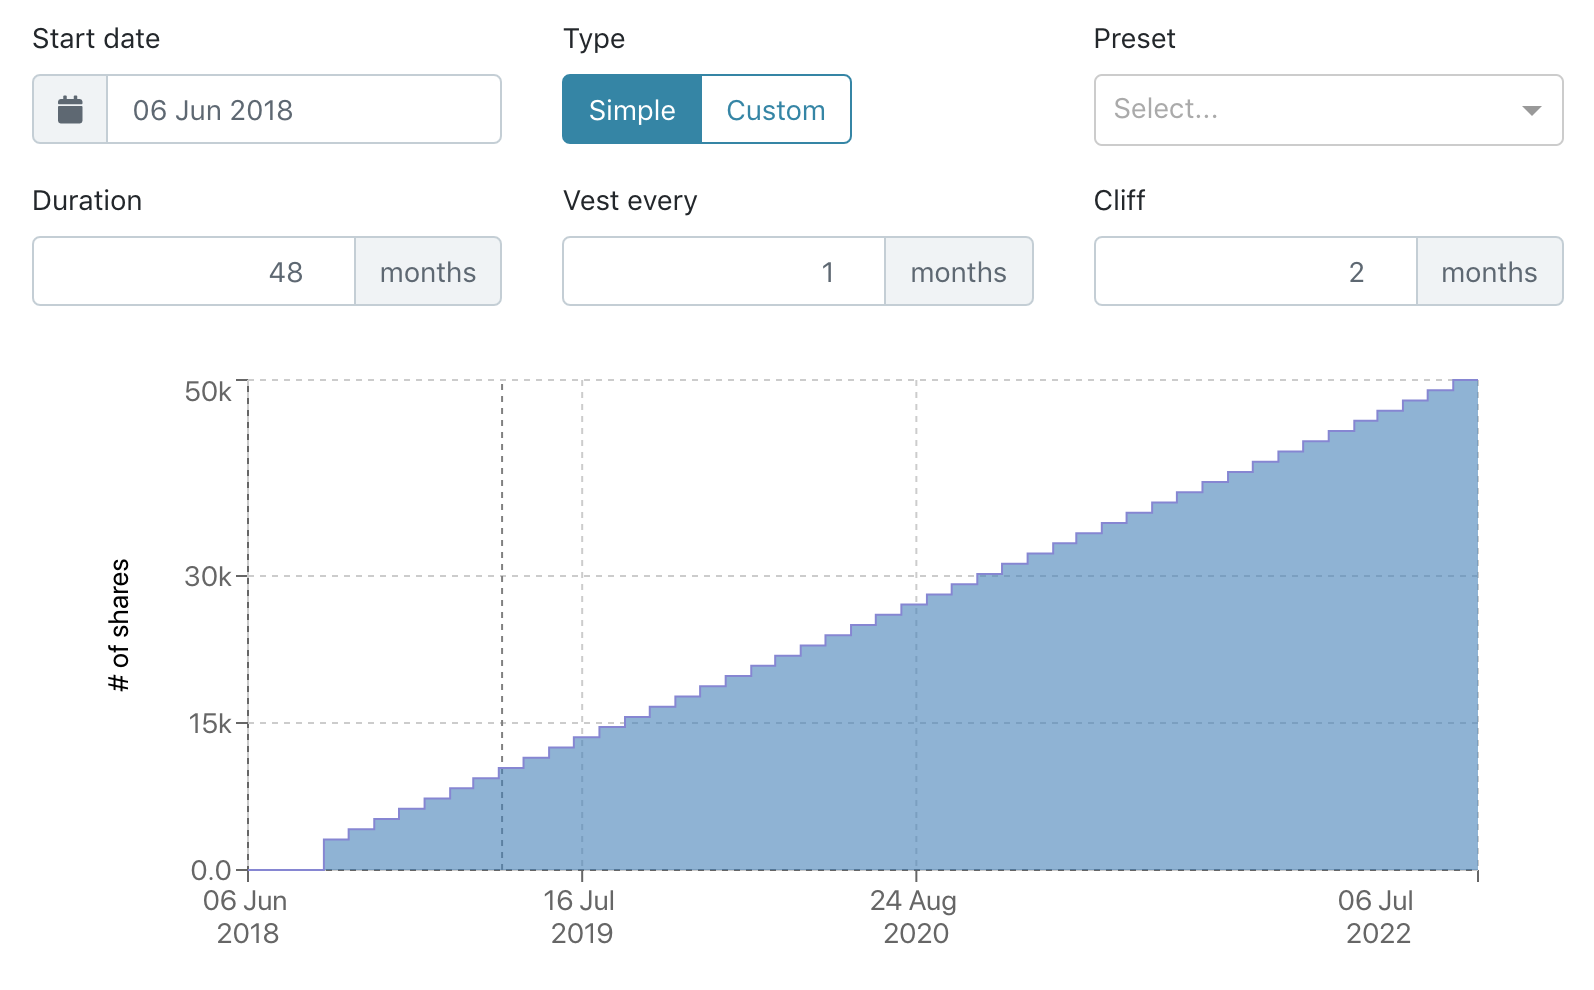 Start date
Type
Preset
06 Jun 2018
Simple
Custom
Select...
Duration
Vest every
Cliff
48
months
1
months
2
months
50k
30k
15k
0.0
# of shares
06 Jun
2018
16 Jul
2019
24 Aug
2020
06 Jul
2022